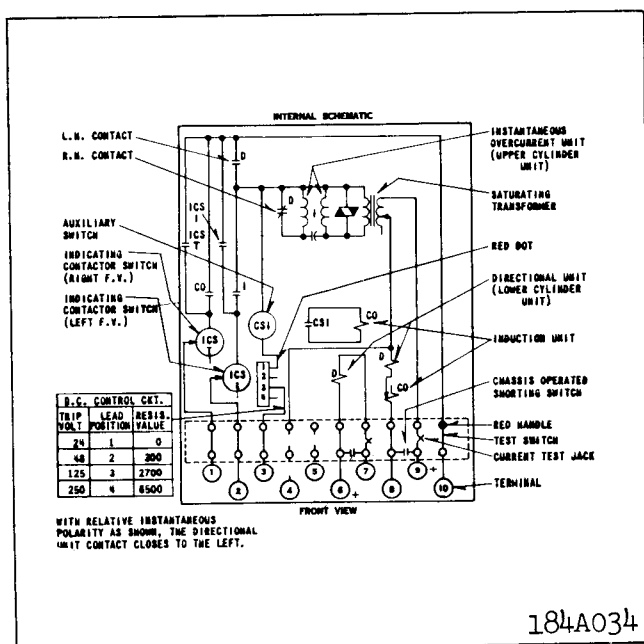 INTERNAL SCHEMATIC
L.H. CONTACT
R.H. CONTACT
AUXILIARY
SWITCH
INDICATING
CONTACTOR SWITCH
(RIGHT F.V.)
INDICATING
CONTACTOR SWITCH
(LEFT F.V.)
INSTANTANEOUS
OVERCURRENT UNIT
(UPPER CYLINDER
UNIT)
SATURATING
TRANSFORMER
RED DOT
DIRECTIONAL UNIT
(LOWER CYLINDER
UNIT)
INDUCTION UNIT
CHASSIS OPERATED
SHORTING SWITCH
RED HANDLE
TEST SWITCH
CURRENT TEST JACK
TERMINAL
D
D
I
ICS
I
ICS
T
CO
I
ICS
T
ICS
CS1
CS1
CO
D
D
CO
1
2
3
4
D.C. CONTROL CKT.
TRIP VOLT LEAD POSITION RESIS. VALUE
24 1 0
48 2 300
125 3 2700
250 4 6500
1 2 3 4 5 6 + 7 8 9 + 10
FRONT VIEW
WITH RELATIVE INSTANTANEOUS
POLARITY AS SHOWN, THE DIRECTIONAL
UNIT CONTACT CLOSES TO THE LEFT.
184A034